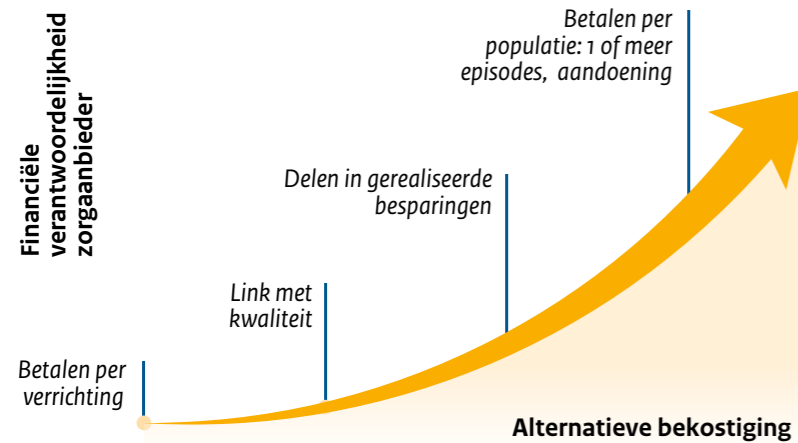 Financiële
verantwoordelijkheid
zorgaanbieder
Betalen per
populatie: 1 of meer
episodes, aandoening
Delen in gerealiseerde
besparingen
Link met
kwaliteit
Betalen per
verrichting
Alternatieve bekostiging